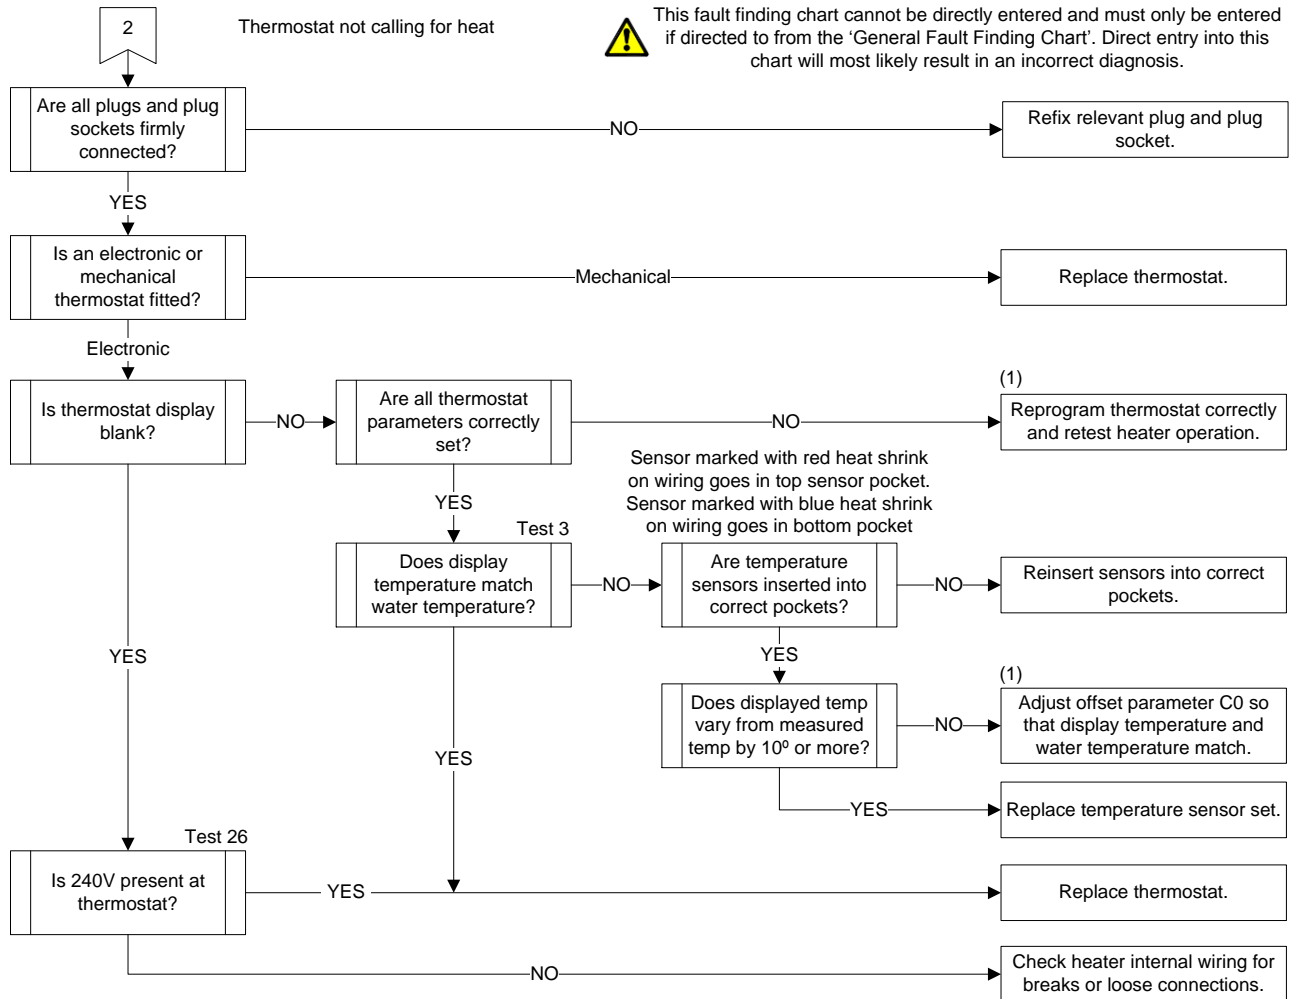 2
Thermostat not calling for heat
This fault finding chart cannot be directly entered and must only be entered
if directed to from the ‘General Fault Finding Chart’. Direct entry into this
chart will most likely result in an incorrect diagnosis.
Are all plugs and plug
sockets firmly
connected?
NO
Refix relevant plug and plug
socket.
YES
Is an electronic or
mechanical
thermostat fitted?
Mechanical
Replace thermostat.
Electronic
Is thermostat display
blank?
NO
Are all thermostat
parameters correctly
set?
NO
(1)
Reprogram thermostat correctly
and retest heater operation.
YES
Sensor marked with red heat shrink
on wiring goes in top sensor pocket.
Sensor marked with blue heat shrink
on wiring goes in bottom pocket
Test 3
Does display
temperature match
water temperature?
NO
Are temperature
sensors inserted into
correct pockets?
NO
Reinsert sensors into correct
pockets.
YES
YES
YES
Does displayed temp
vary from measured
temp by 10º or more?
NO
(1)
Adjust offset parameter C0 so
that display temperature and
water temperature match.
YES
Replace temperature sensor set.
Test 26
Is 240V present at
thermostat?
YES
Replace thermostat.
NO
Check heater internal wiring for
breaks or loose connections.